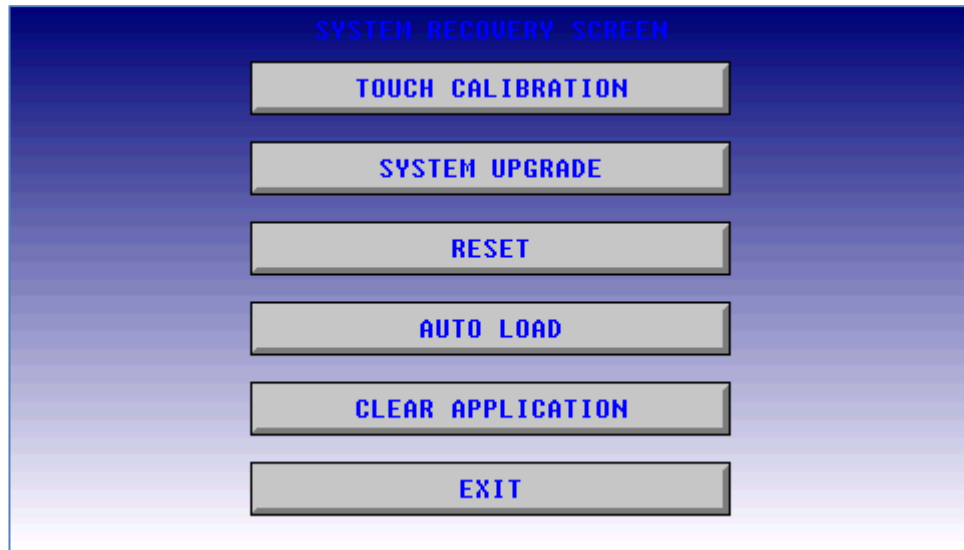 SYSTEM RECOVERY SCREEN
TOUCH CALIBRATION
SYSTEM UPGRADE
RESET
AUTO LOAD
CLEAR APPLICATION
EXIT